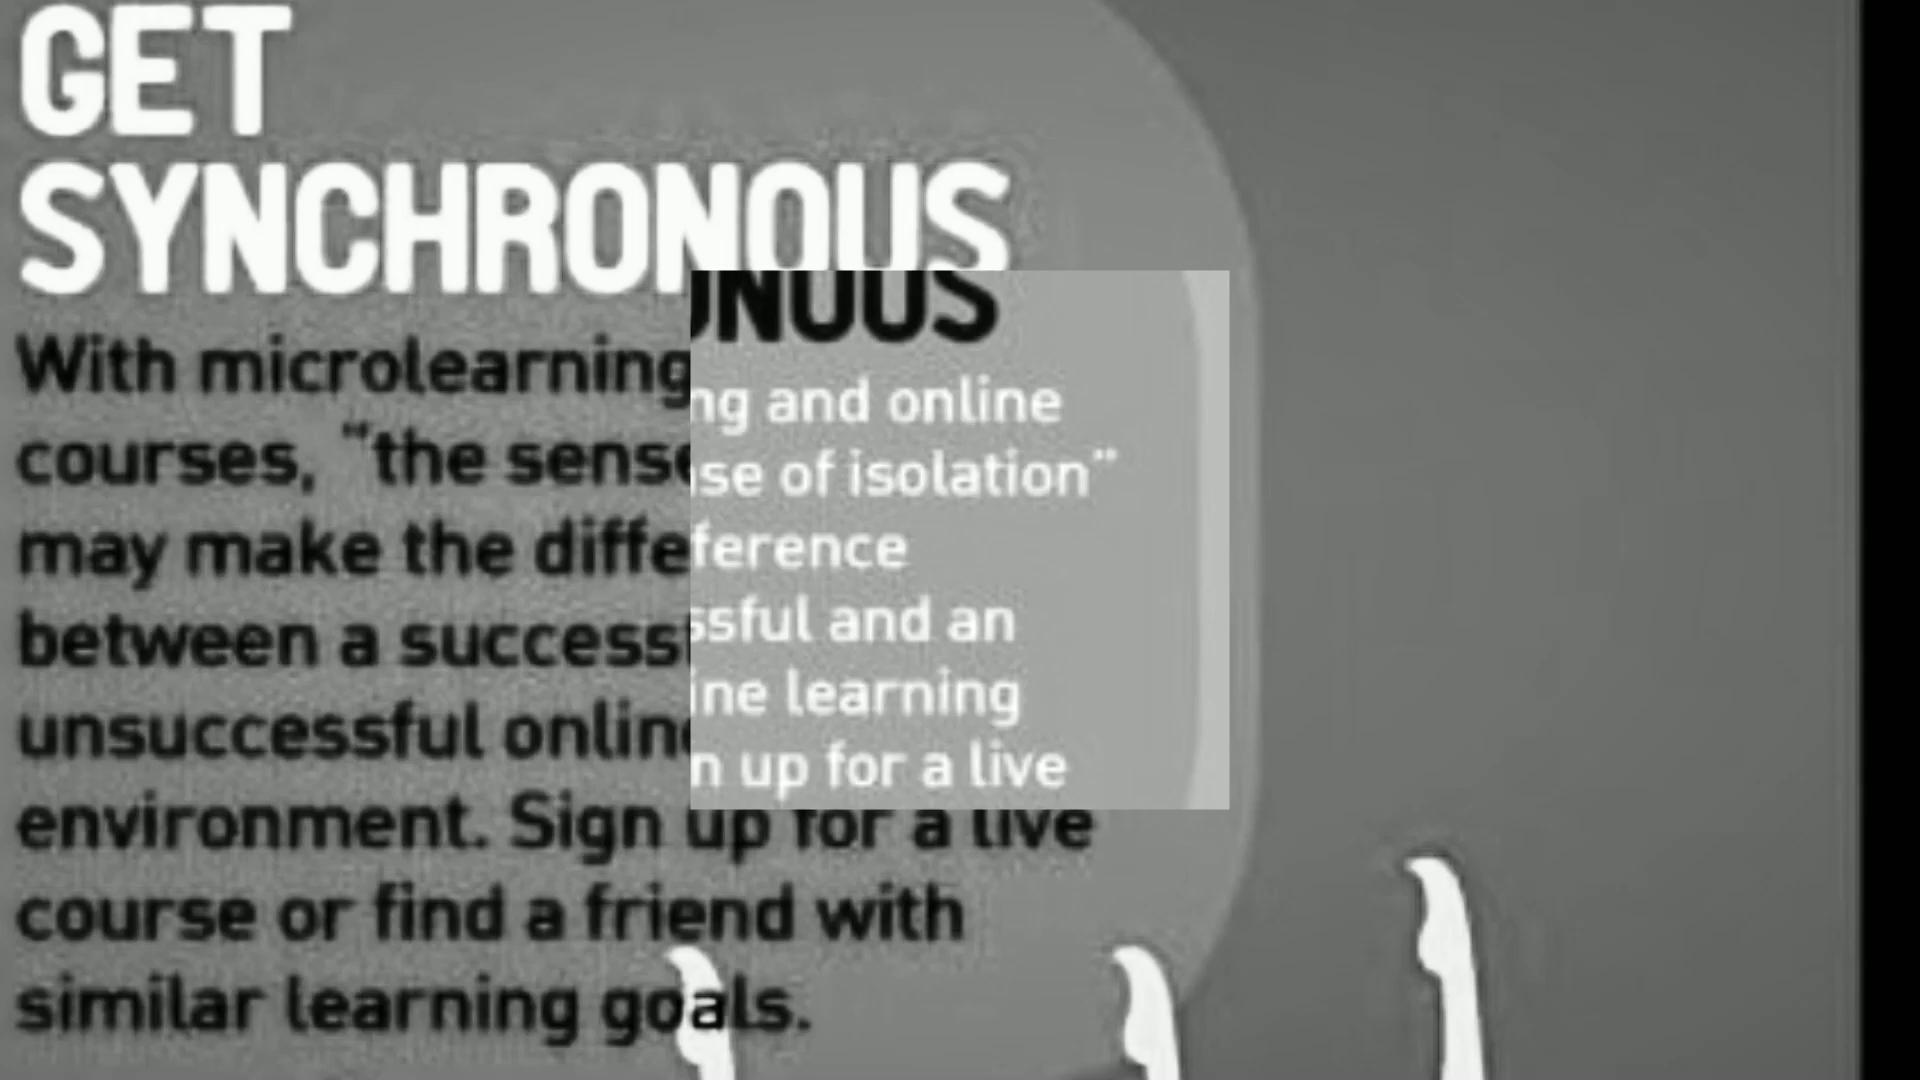 GET
SYNCHRONOUS
With microlearning and online
courses, “the sense of isolation”
may make the difference
between a successful and an
unsuccessful online learning
environment. Sign up for a live
course or find a friend with
similar learning goals.